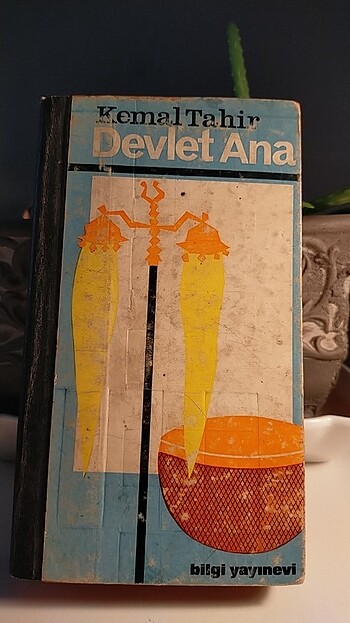 Kemal Tahir
Devlet Ana
bilgi yayınevi